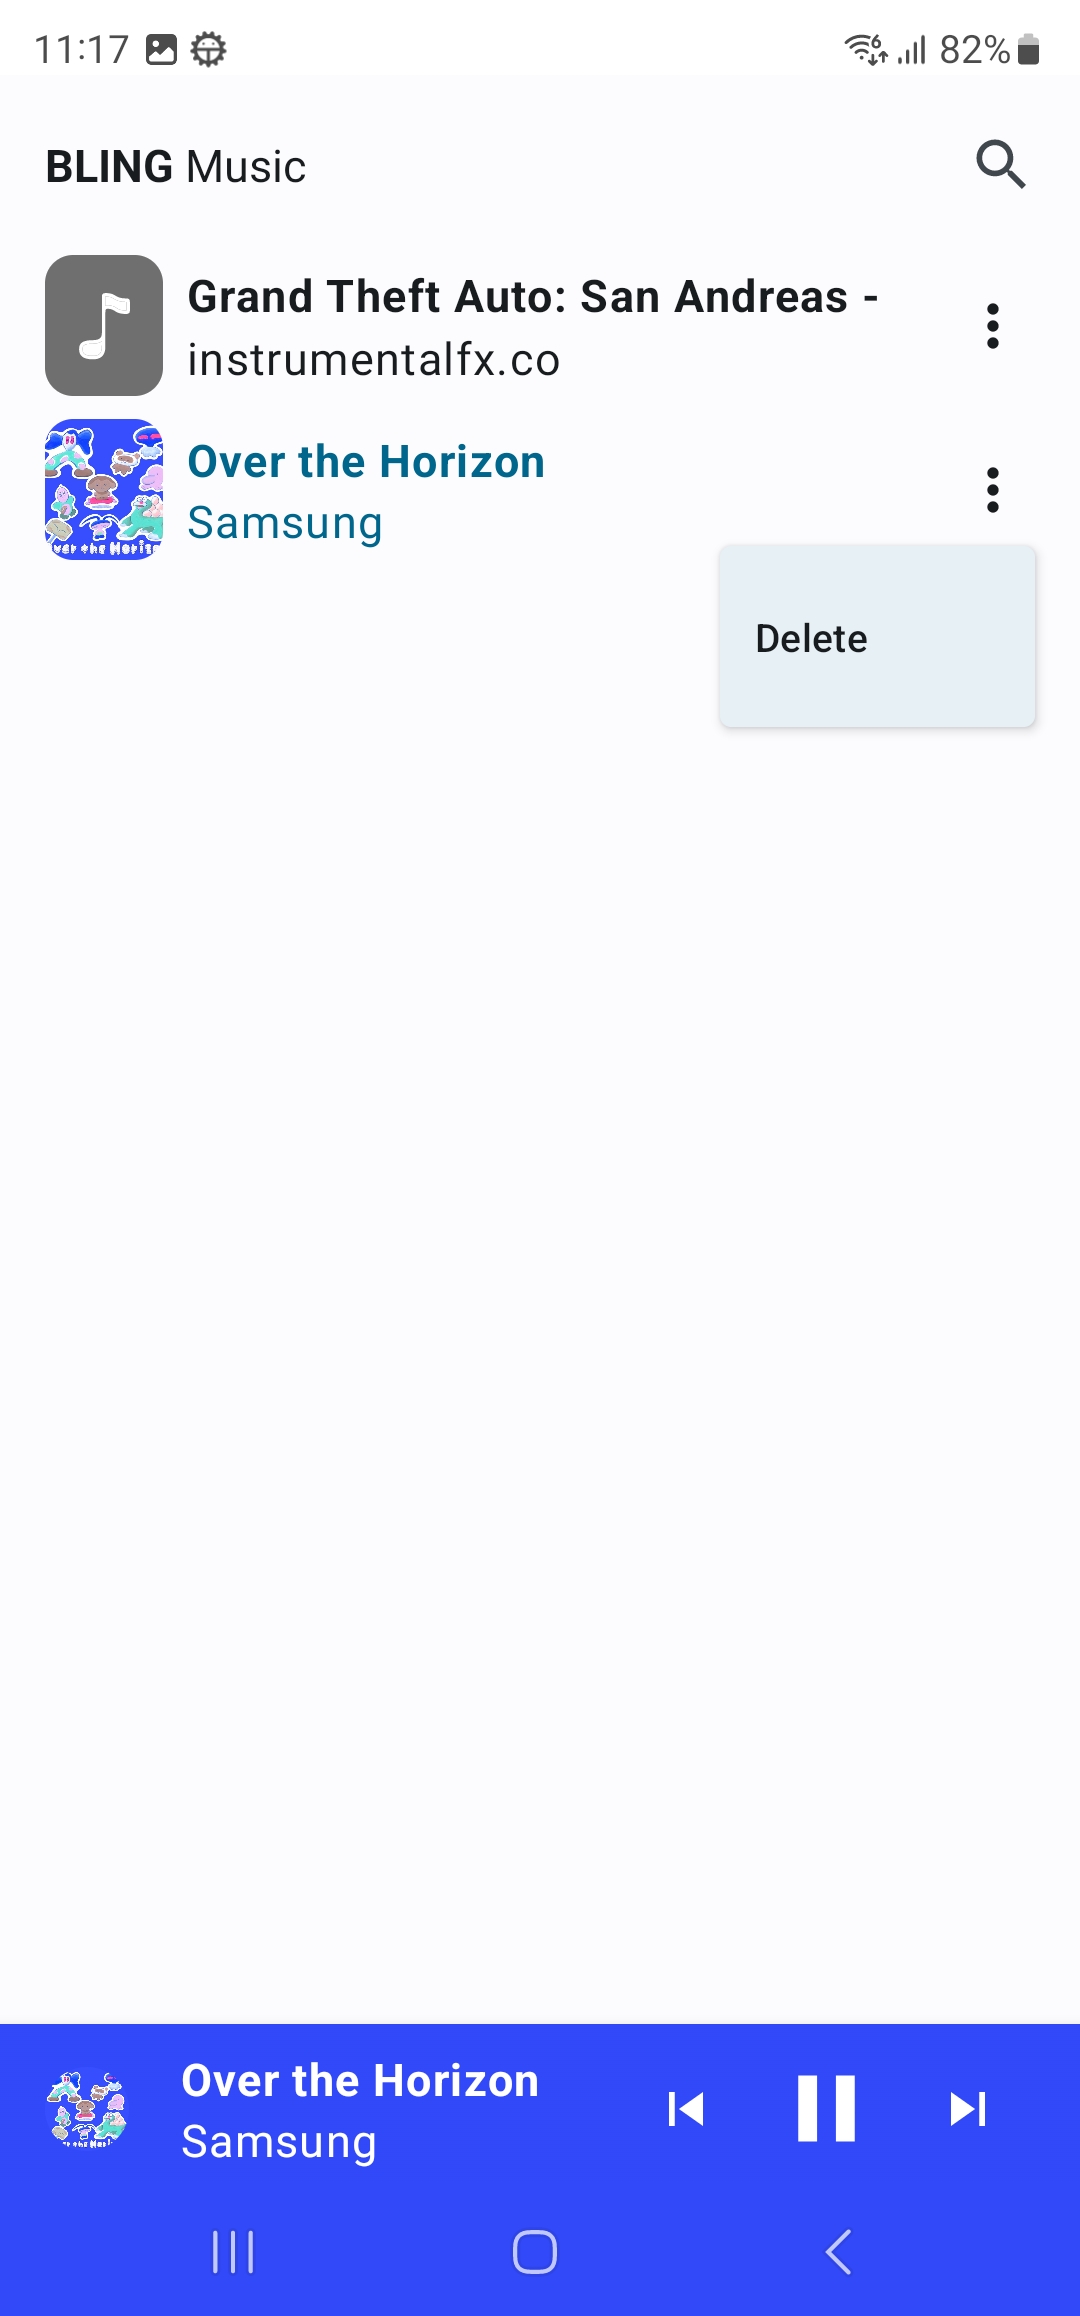 11:17 82%
BLING Music
Grand Theft Auto: San Andreas -
instrumentalfx.co
Over the Horizon
Samsung
Delete
Over the Horizon
Samsung